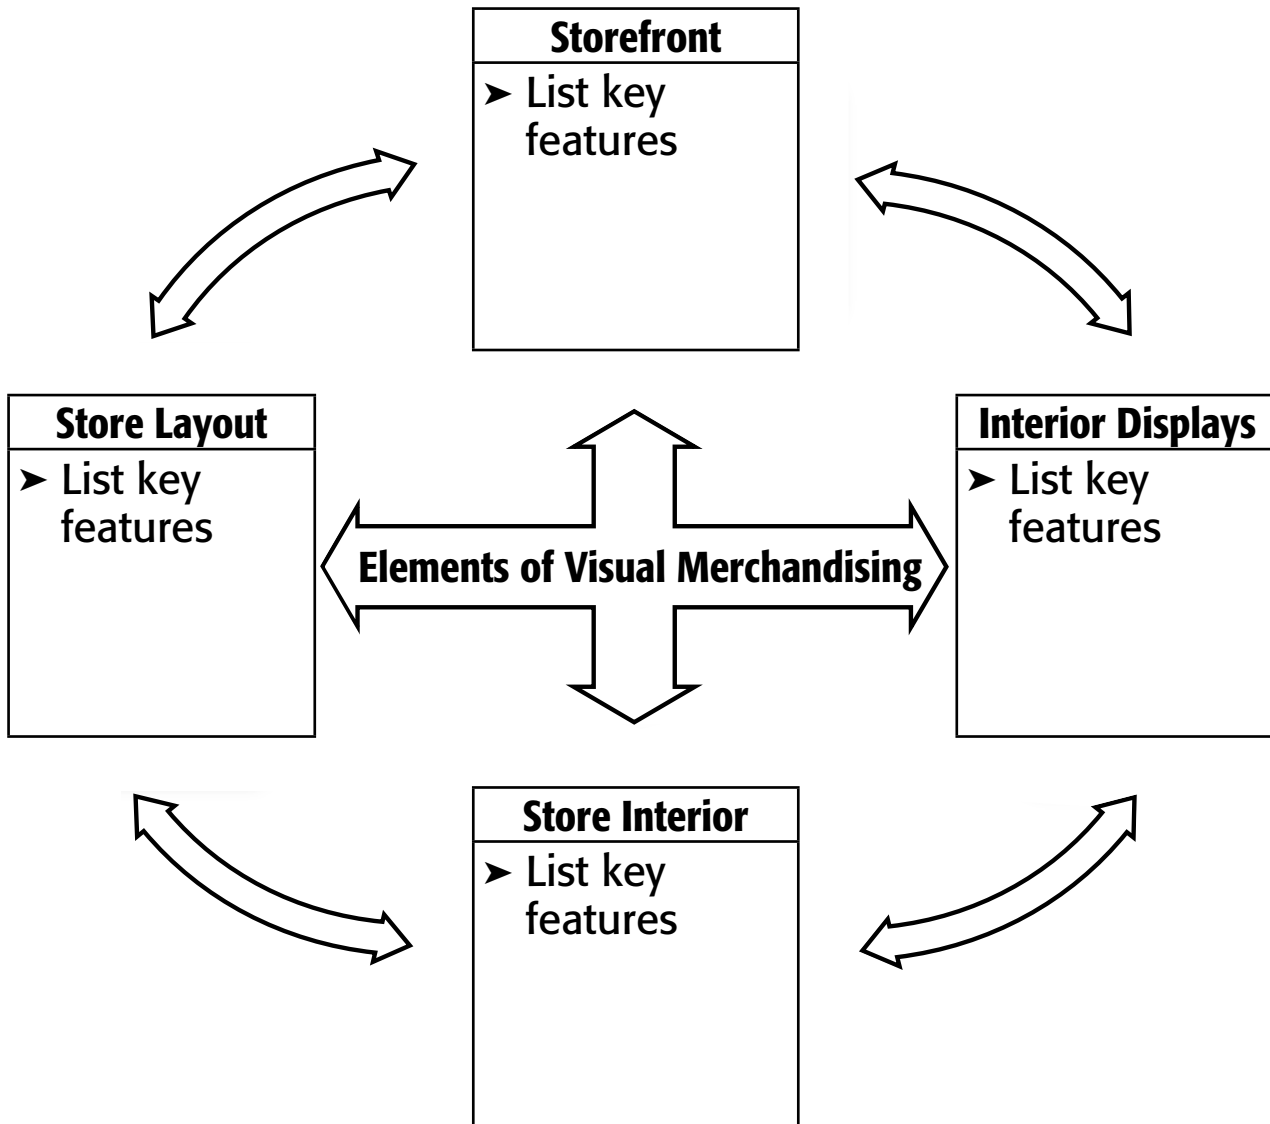 Storefront
➤ List key
features
Store Layout
➤ List key
features
Elements of Visual Merchandising
Interior Displays
➤ List key
features
Store Interior
➤ List key
features